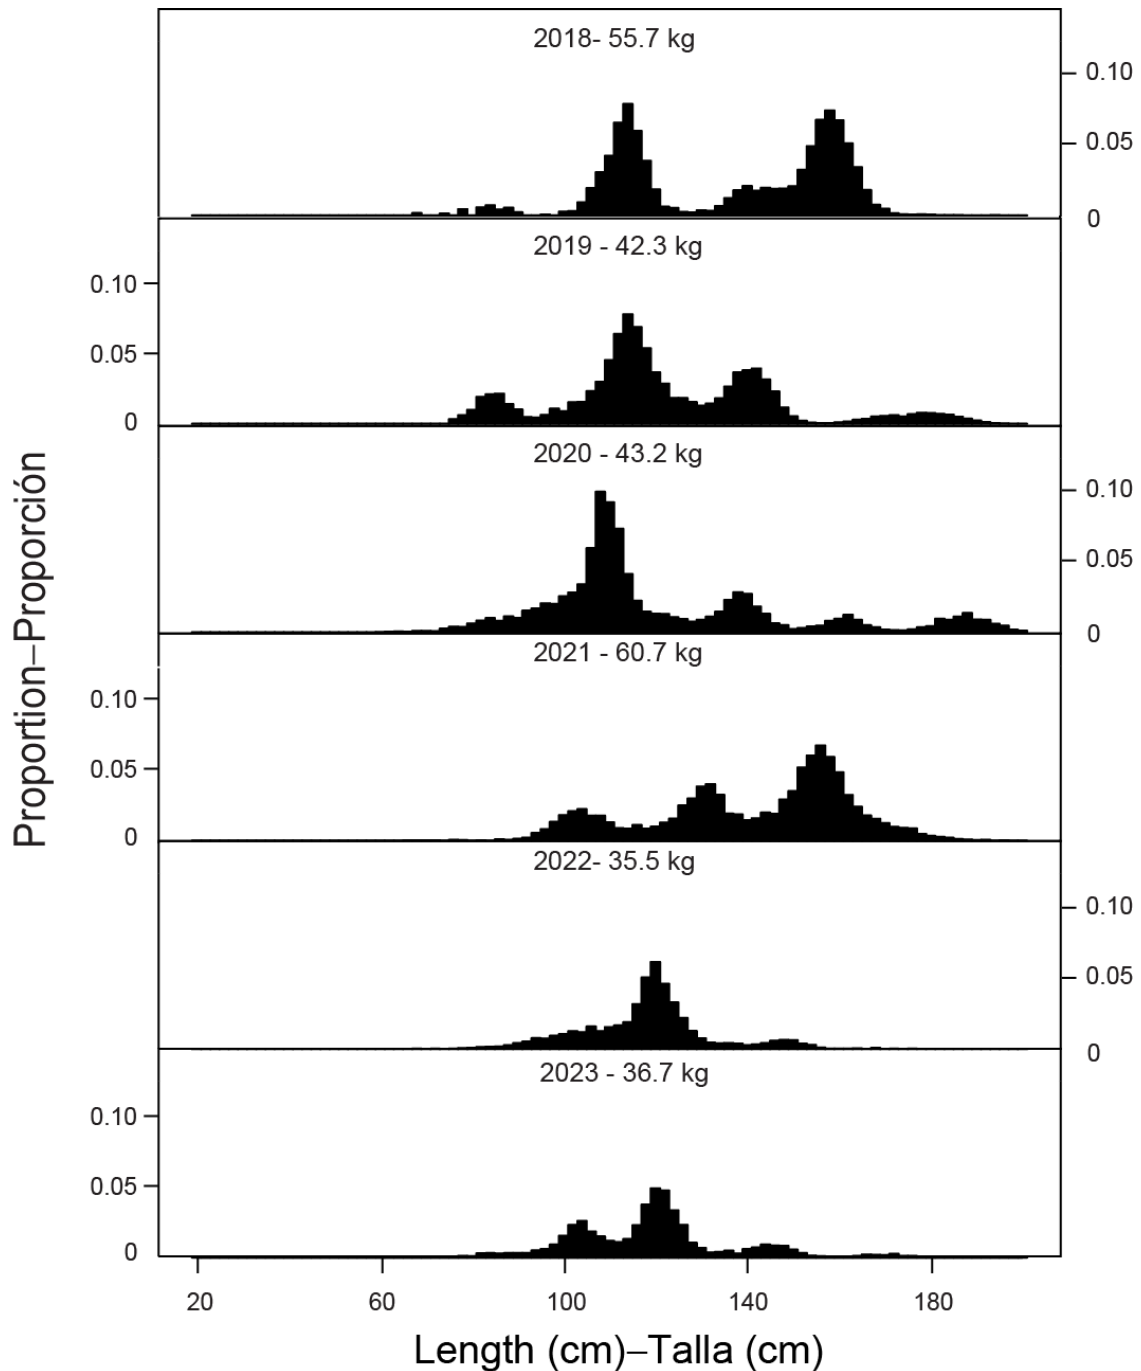 2018- 55.7 kg
0.10
0.05
0
2019 - 42.3 kg
0.10
0.05
0
2020 - 43.2 kg
0.10
0.05
0
2021 - 60.7 kg
0.10
0.05
0
2022- 35.5 kg
0.10
0.05
0
2023 - 36.7 kg
0.10
0.05
0
Proportion–Proporción
20 60 100 140 180
Length (cm)–Talla (cm)